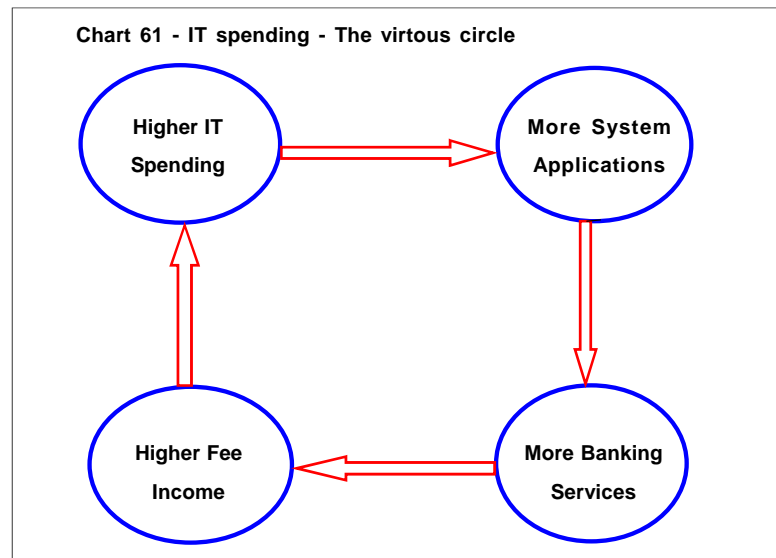 Chart 61 - IT spending - The virtous circle
Higher IT
Spending
More System
Applications
Higher Fee
Income
More Banking
Services